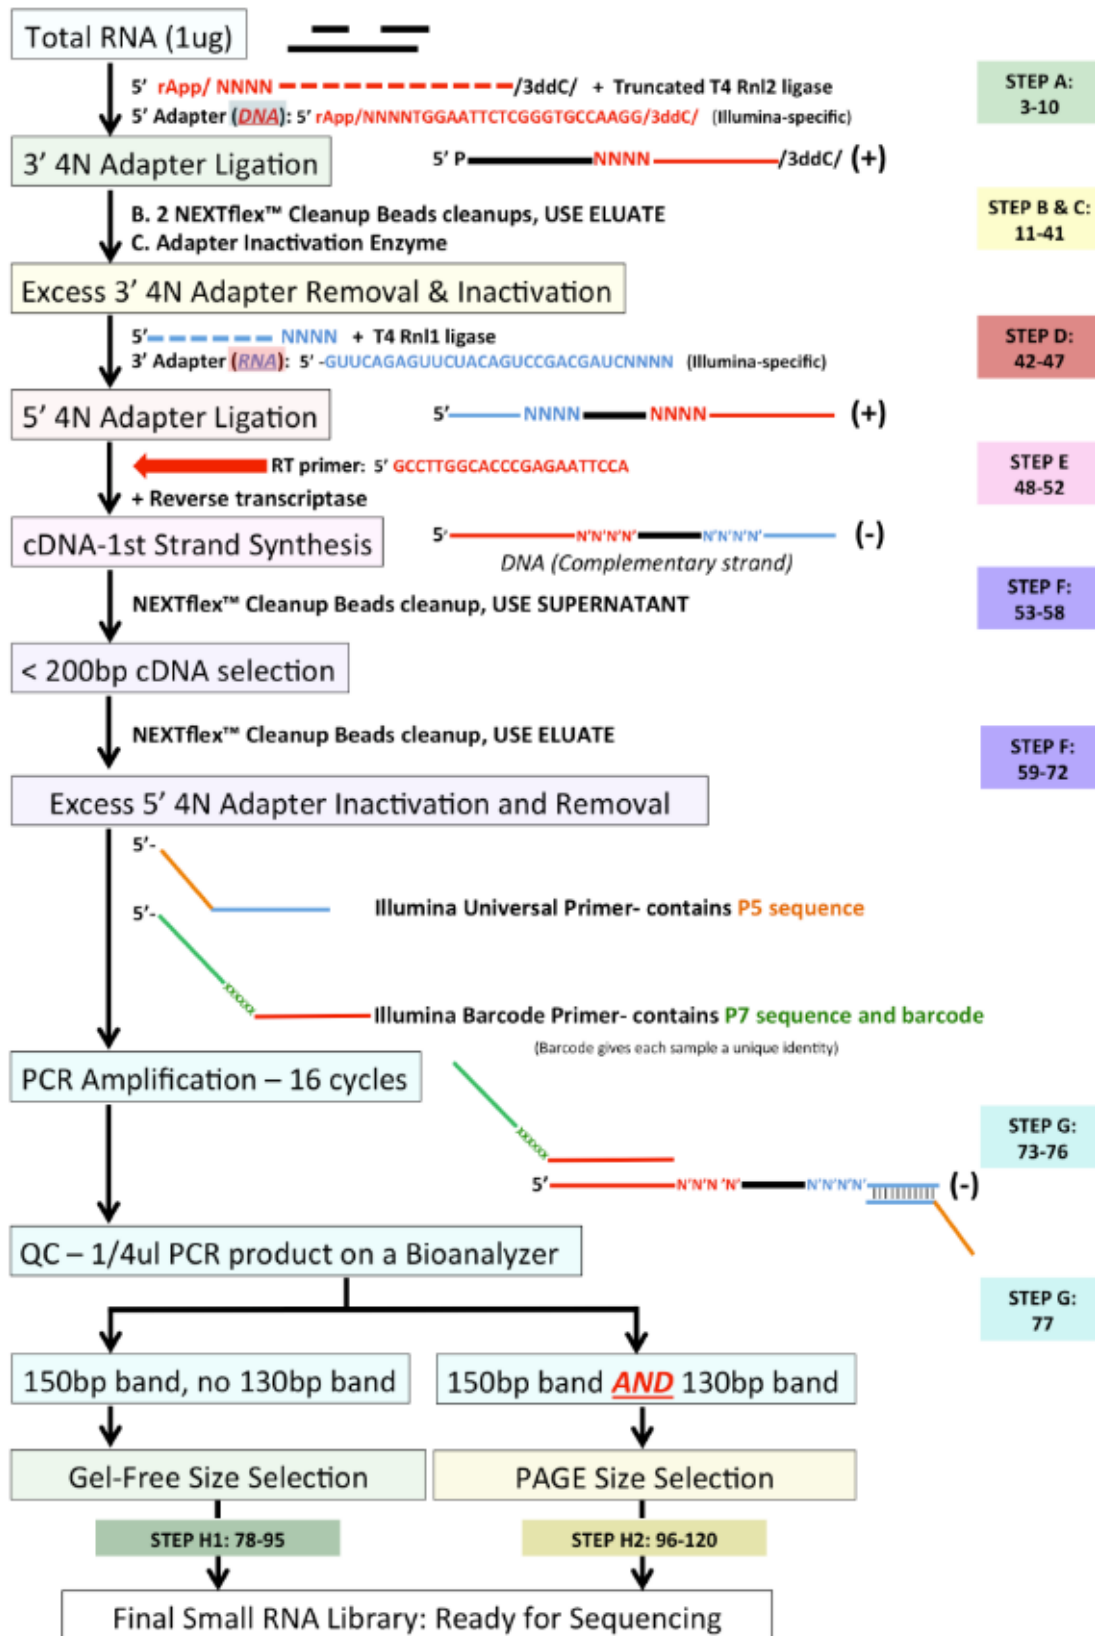 Total RNA (1ug)
5' rApp/ NNNN /3ddC/ + Truncated T4 Rnl2 ligase
5' Adapter (DNA): 5' rApp/NNNNTGGAATTCTCGGGTGCCAAGG/3ddC/ (Illumina-specific)
STEP A:
3-10
3' 4N Adapter Ligation
5' P NNNN /3ddC/ (+)
B. 2 NEXTflex™ Cleanup Beads cleanups, USE ELUATE
C. Adapter Inactivation Enzyme
STEP B & C:
11-41
Excess 3' 4N Adapter Removal & Inactivation
5' NNNN + T4 Rnl1 ligase
3' Adapter (RNA): 5' -GUUCAGAGUUCUACAGUCCGACGAUCNNNN (Illumina-specific)
STEP D:
42-47
5' 4N Adapter Ligation
5' NNNN NNNN (+)
RT primer: 5' GCCTTGGCACCCGAGAATTCCA
+ Reverse transcriptase
STEP E
48-52
cDNA-1st Strand Synthesis
5' N'N'N'N' N'N'N'N' (-)
DNA (Complementary strand)
NEXTflex™ Cleanup Beads cleanup, USE SUPERNATANT
STEP F:
53-58
< 200bp cDNA selection
NEXTflex™ Cleanup Beads cleanup, USE ELUATE
STEP F:
59-72
Excess 5' 4N Adapter Inactivation and Removal
5'-
Illumina Universal Primer- contains P5 sequence
5'-
XXXXXX
Illumina Barcode Primer- contains P7 sequence and barcode
(Barcode gives each sample a unique identity)
PCR Amplification – 16 cycles
STEP G:
73-76
XXXXXX
5' N'N'N 'N' N'N'N'N' (-)
QC – 1/4ul PCR product on a Bioanalyzer
STEP G:
77
150bp band, no 130bp band
150bp band AND 130bp band
Gel-Free Size Selection
PAGE Size Selection
STEP H1: 78-95
STEP H2: 96-120
Final Small RNA Library: Ready for Sequencing